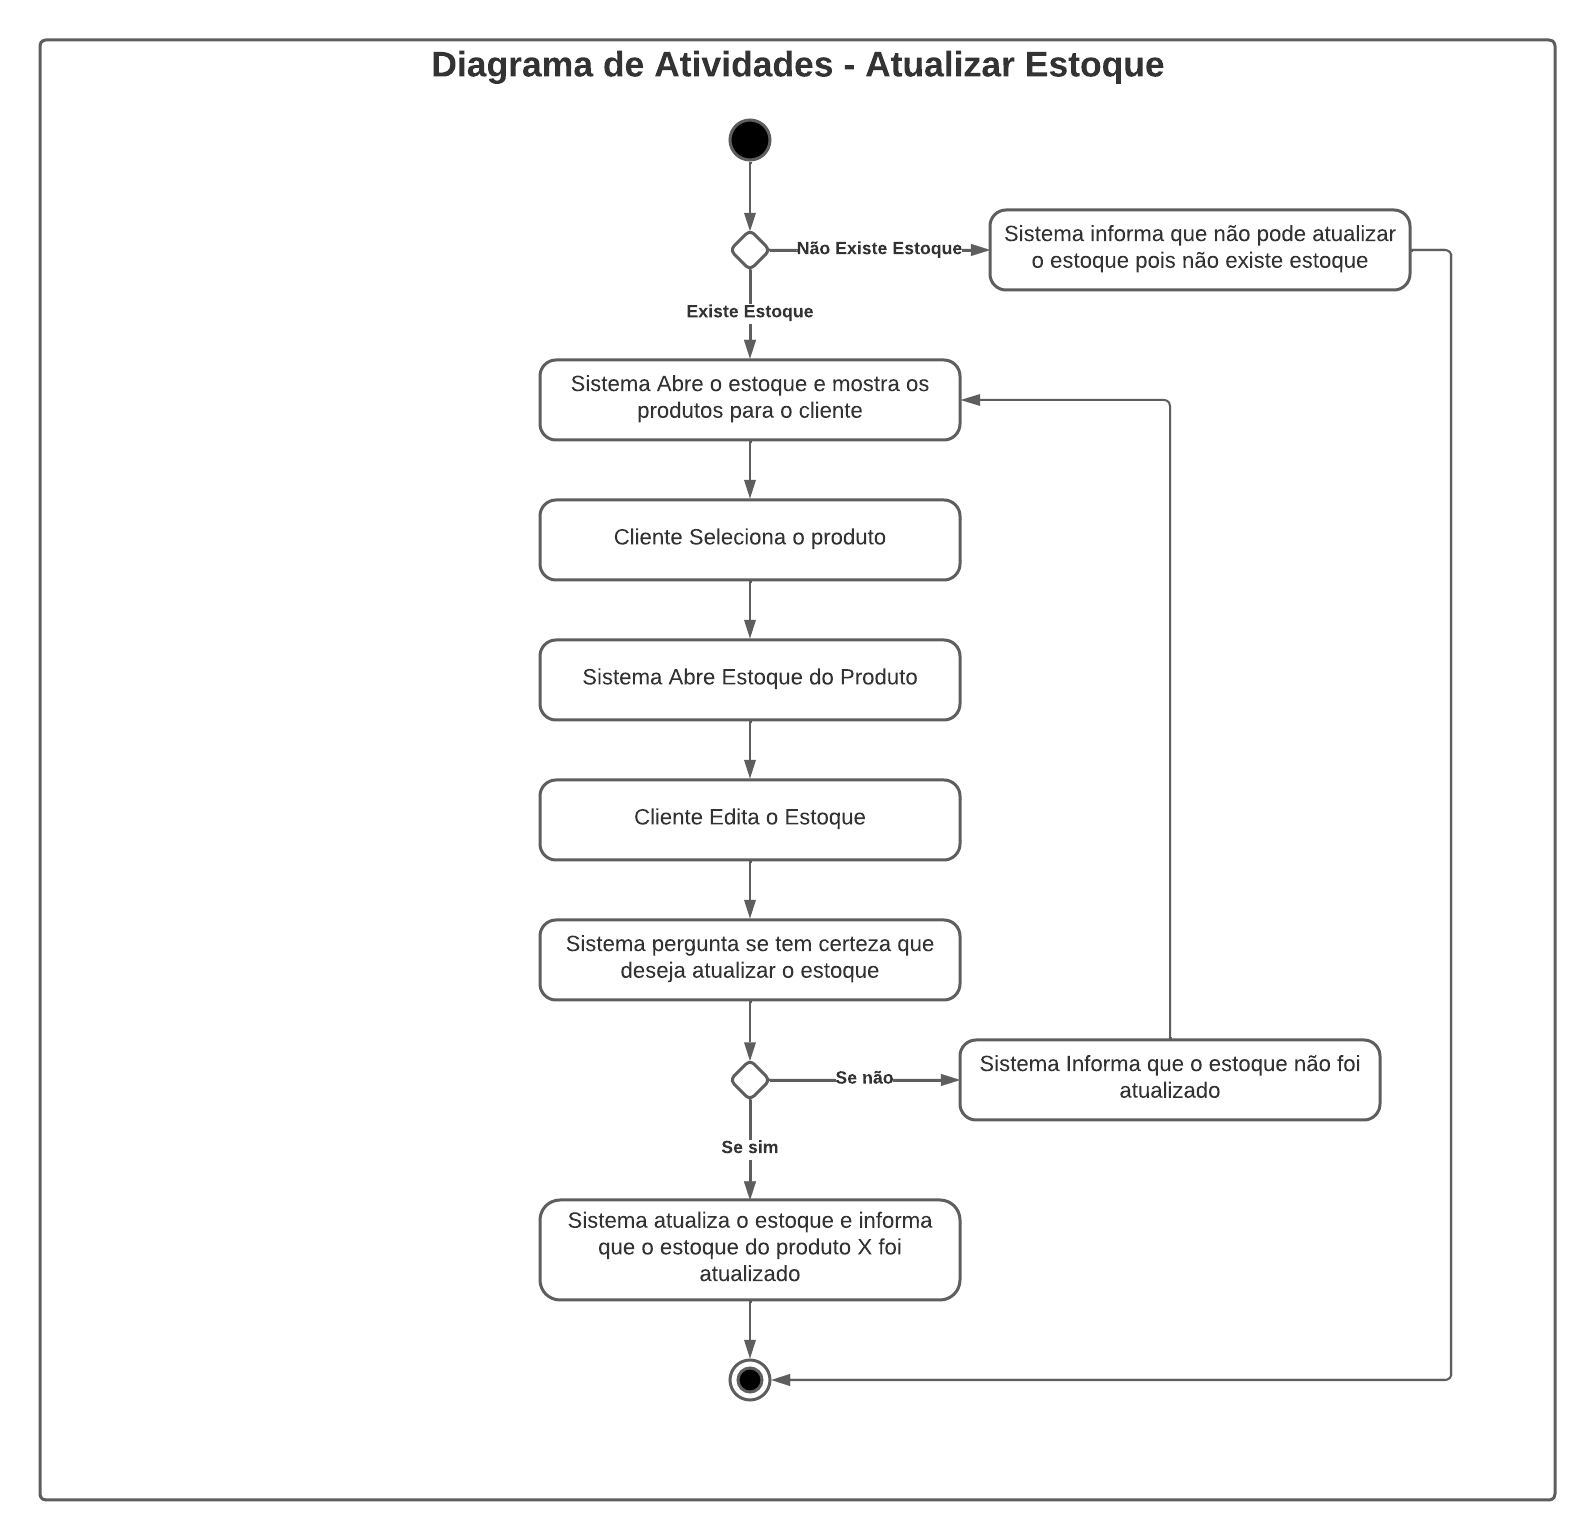 Diagrama de Atividades - Atualizar Estoque
Não Existe Estoque
Sistema informa que não pode atualizar
o estoque pois não existe estoque
Existe Estoque
Sistema Abre o estoque e mostra os
produtos para o cliente
Cliente Seleciona o produto
Sistema Abre Estoque do Produto
Cliente Edita o Estoque
Sistema pergunta se tem certeza que
deseja atualizar o estoque
Se não
Sistema Informa que o estoque não foi
atualizado
Se sim
Sistema atualiza o estoque e informa
que o estoque do produto X foi
atualizado